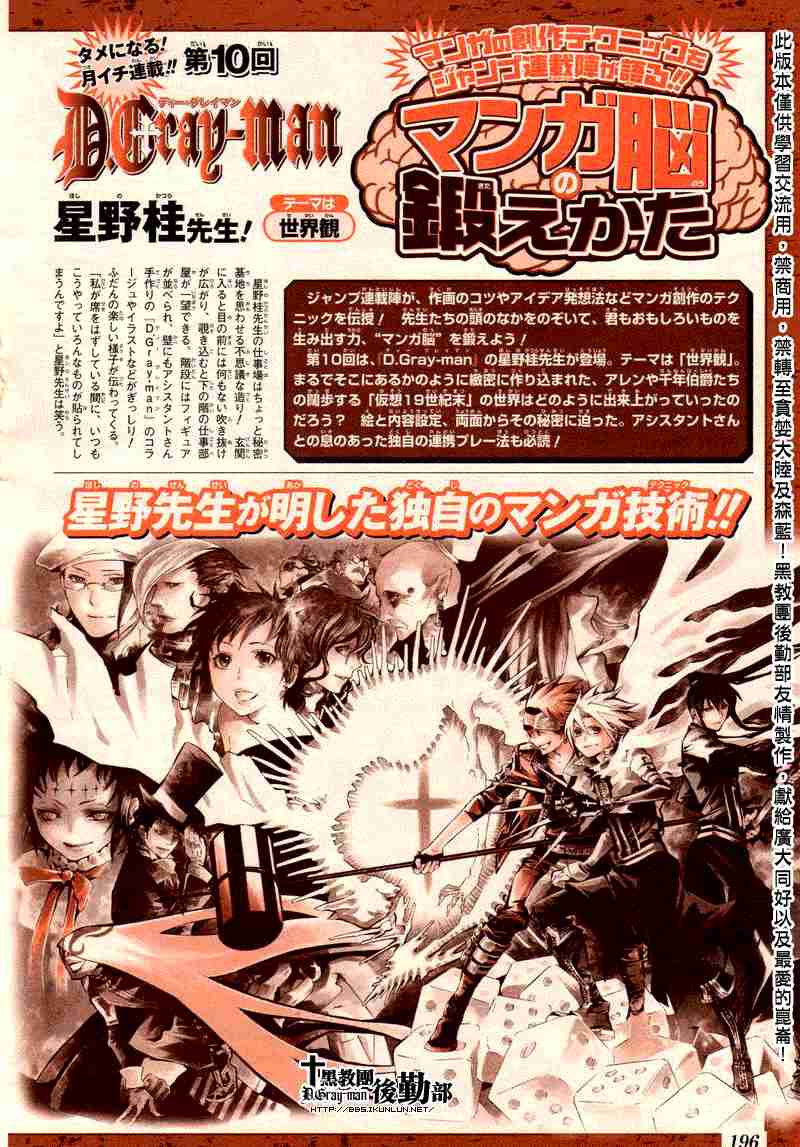 タメになる!
月イチ連載!!
第10回
D.Gray-man
ディー・グレイマン
星野桂先生!
テーマは
世界観
マンガの創作テクニックを
ジャンプ連載陣が語る!!
マンガ脳
の
鍛えかた
ジャンプ連載陣が、作画のコツやアイデア発想法などマンガ創作のテク
ニックを伝授! 先生たちの頭のなかをのぞいて、君もおもしろいものを
生み出す力、“マンガ脳”を鍛えよう!
第10回は、『D.Gray-man』の星野桂先生が登場。テーマは「世界観」。
まるでそこにあるかのように緻密に作り込まれた、アレンや千年伯爵たち
の闊歩する「仮想19世紀末」の世界はどのように出来上がっていったの
だろう? 絵と内容設定、両面からその秘密に迫った。アシスタントさん
との息のあった独自の連携プレー法も必読!
星野桂先生の仕事場はちょっと秘密
基地を思わせる不思議な造り! 玄関
に入ると目の前には何もない吹き抜け
が広がり、覗き込むと下の階の仕事部
屋が一望できる。階段にはフィギュア
が並べられ、壁にもアシスタントさん
手作りの『D.Gray-man』のコラ
ージュやイラストなどがぎっしり!
ふだんの楽しい様子が伝わってくる。
「私が席をはずしている間に、いつも
こうやっていろんなものが貼られてし
まうんですよ」と星野先生は笑う。
星野先生が明した独自のマンガ技術!!
テクニック
此版本僅供學習交流用，禁商用，禁轉至貪婪大陸及森藍！黑教團後勤部友情製作，獻給廣大同好以及最愛的崑崙！
黑教團
D.Gray-man
後勤部
HTTP://BBS.IKUNLUN.NET/
196